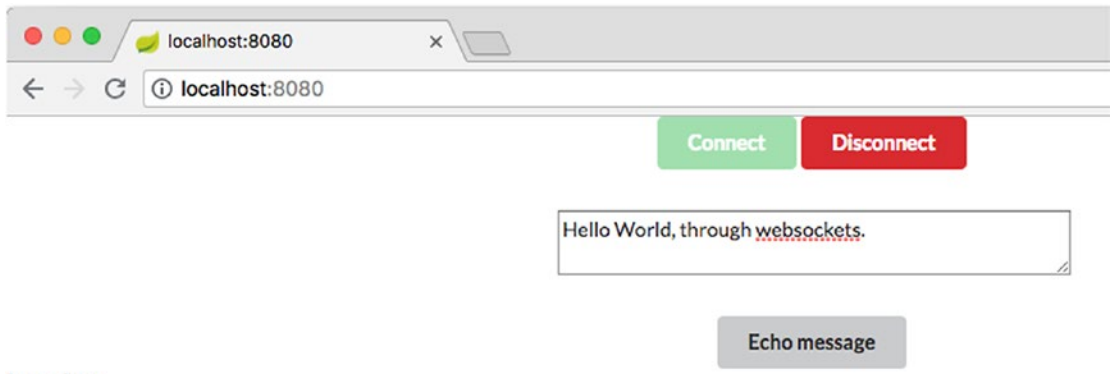 localhost:8080
localhost:8080
Connect Disconnect
Hello World, through websockets.
Echo message